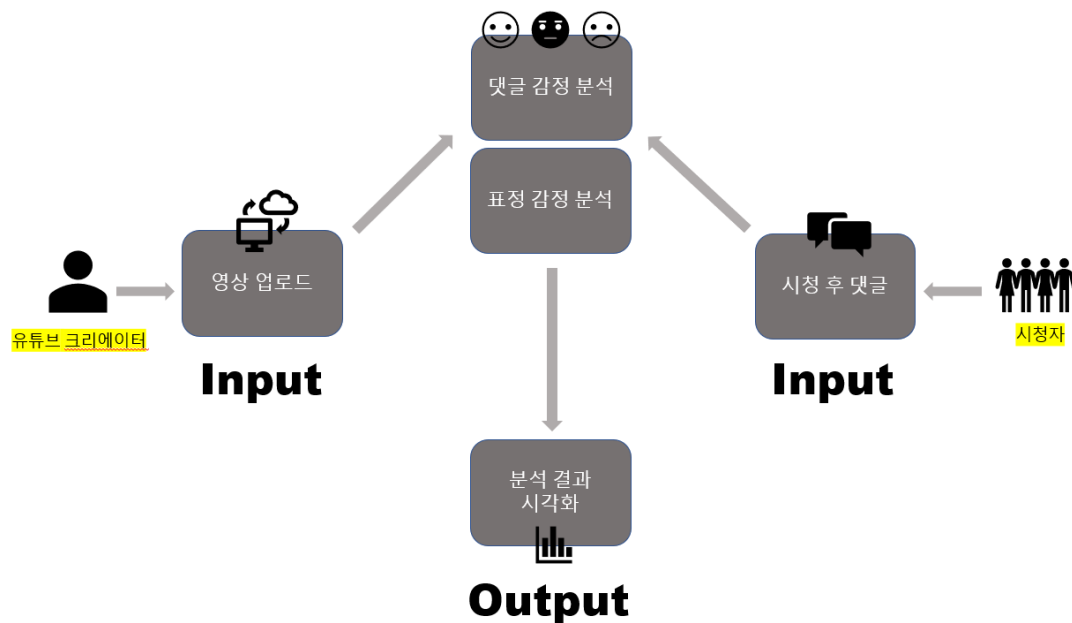 댓글 감정 분석
표정 감정 분석
영상 업로드
유튜브 크리에이터
Input
시청 후 댓글
시청자
Input
분석 결과
시각화
Output